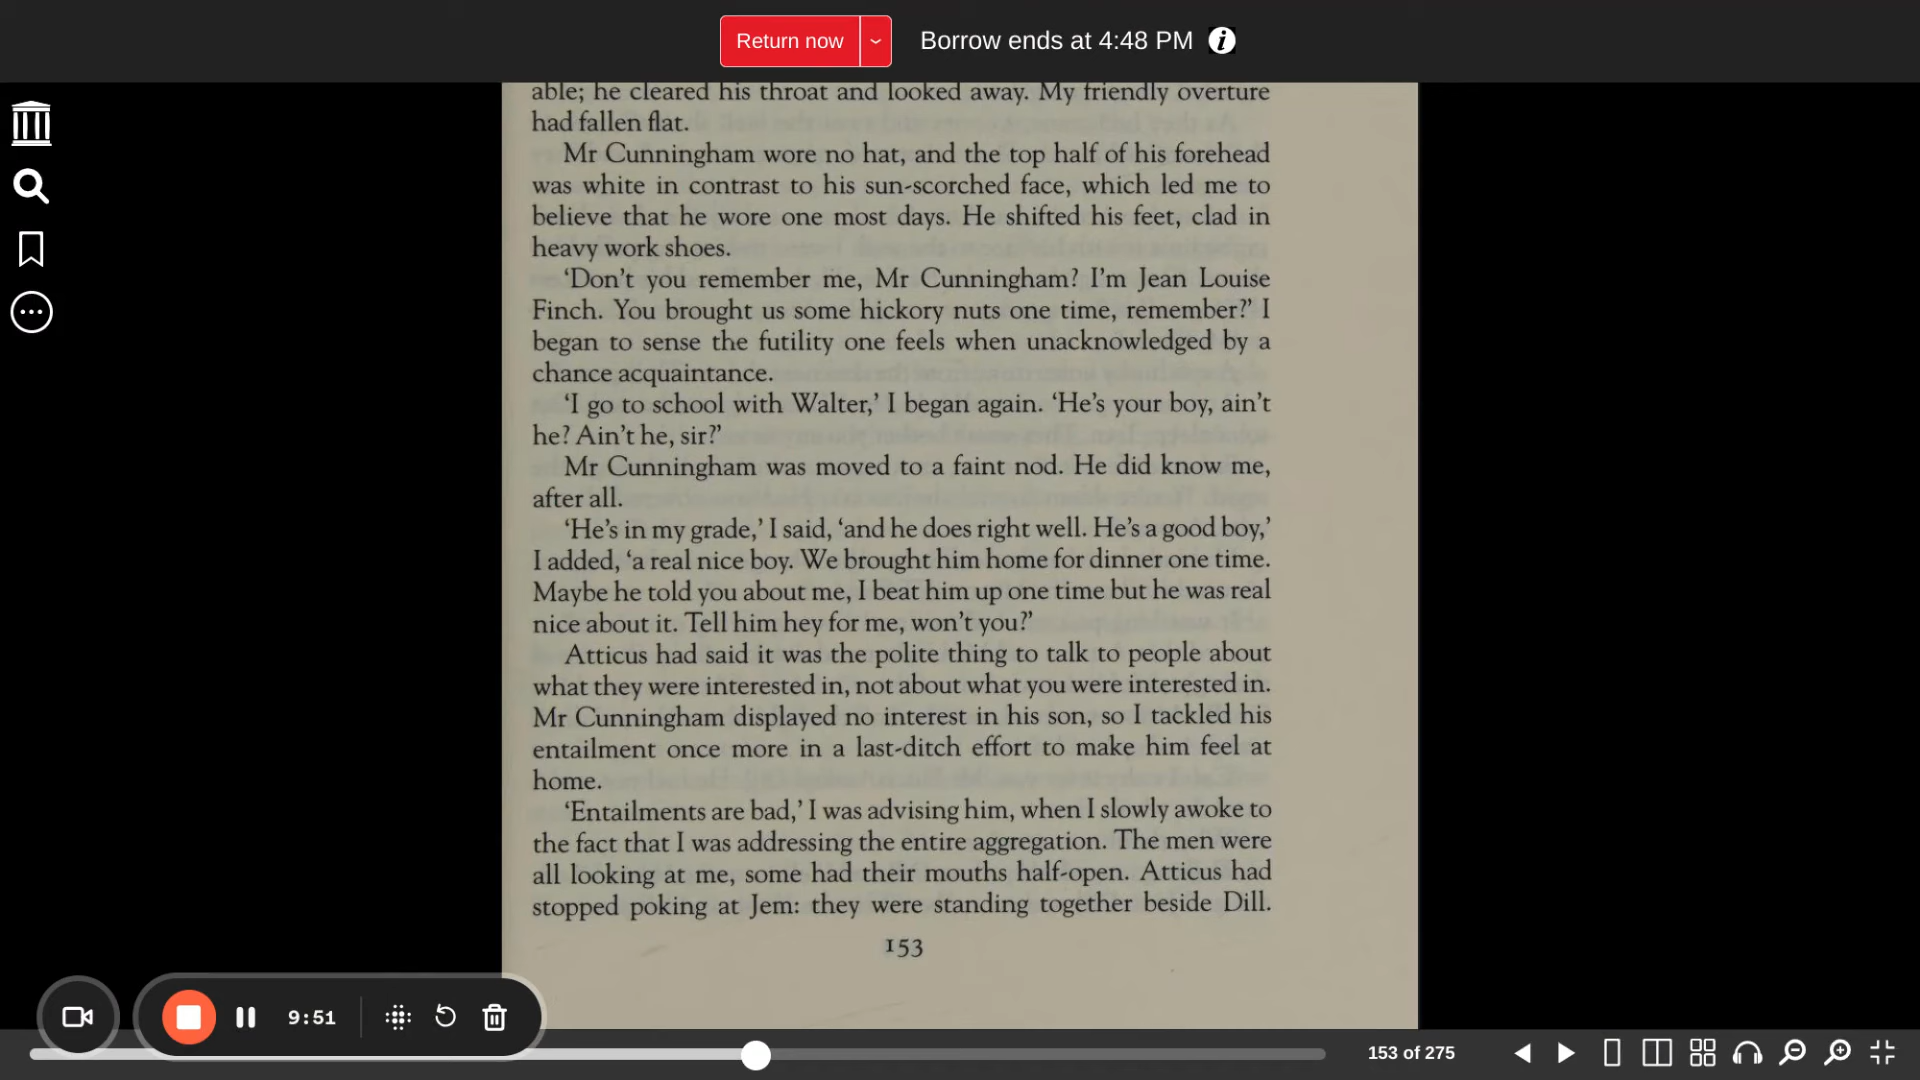 Return now
Borrow ends at 4:48 PM
able; he cleared his throat and looked away. My friendly overture
had fallen flat.
Mr Cunningham wore no hat, and the top half of his forehead
was white in contrast to his sun-scorched face, which led me to
believe that he wore one most days. He shifted his feet, clad in
heavy work shoes.
‘Don’t you remember me, Mr Cunningham? I’m Jean Louise
Finch. You brought us some hickory nuts one time, remember?’ I
began to sense the futility one feels when unacknowledged by a
chance acquaintance.
‘I go to school with Walter,’ I began again. ‘He’s your boy, ain’t
he? Ain’t he, sir?’
Mr Cunningham was moved to a faint nod. He did know me,
after all.
‘He’s in my grade,’ I said, ‘and he does right well. He’s a good boy,’
I added, ‘a real nice boy. We brought him home for dinner one time.
Maybe he told you about me, I beat him up one time but he was real
nice about it. Tell him hey for me, won’t you?’
Atticus had said it was the polite thing to talk to people about
what they were interested in, not about what you were interested in.
Mr Cunningham displayed no interest in his son, so I tackled his
entailment once more in a last-ditch effort to make him feel at
home.
‘Entailments are bad,’ I was advising him, when I slowly awoke to
the fact that I was addressing the entire aggregation. The men were
all looking at me, some had their mouths half-open. Atticus had
stopped poking at Jem: they were standing together beside Dill.
153
9:51
153 of 275